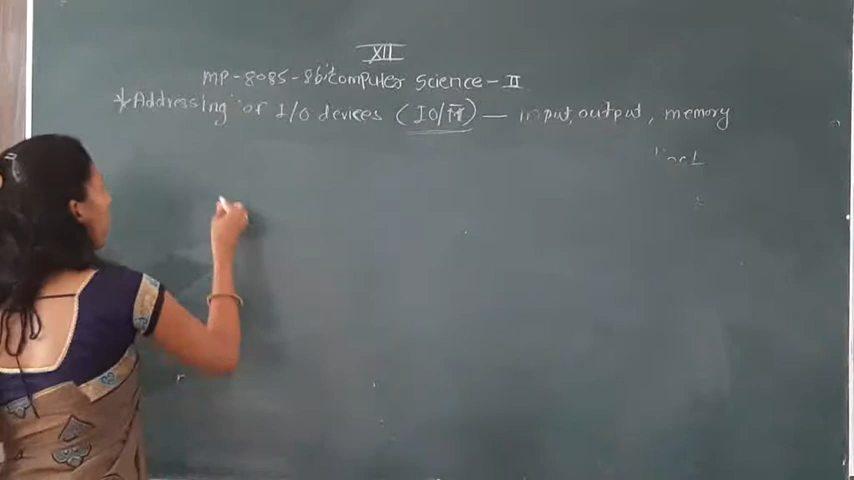 XII
MP-8085-8bit Computer Science-II
*Addressing of I/O devices (IO/M̅) — input, output, memory